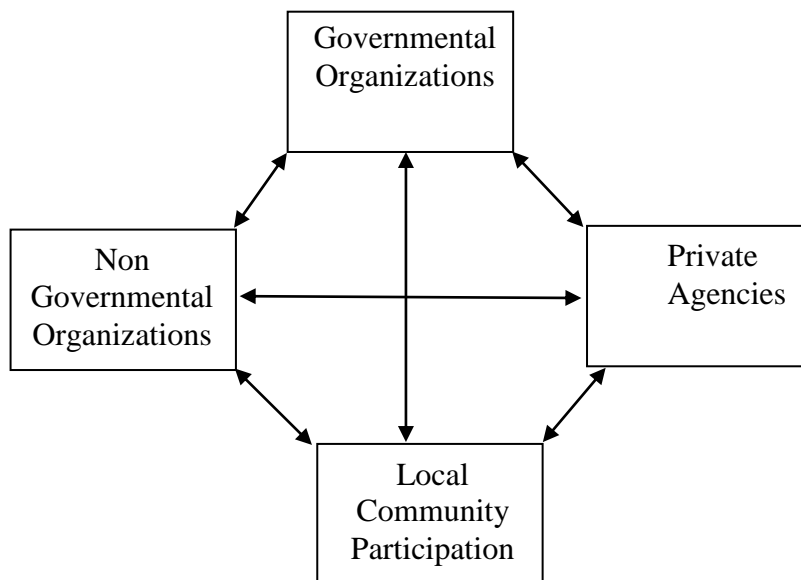 Governmental
Organizations
Non
Governmental
Organizations
Private
Agencies
Local
Community
Participation